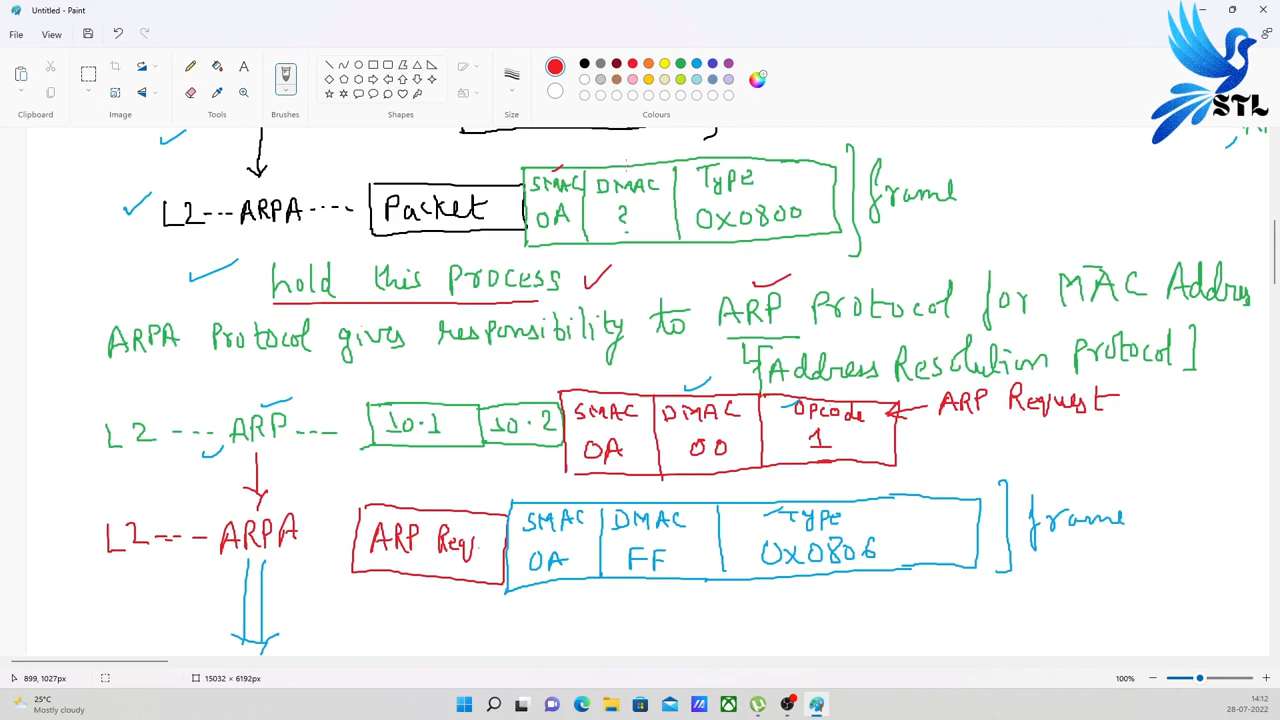 Untitled - Paint
File View
Clipboard Image Tools Brushes Shapes Size Colours
STL
L2---ARPA---- Packet SMAC DMAC Type
0A ? 0x0800
frame
hold this process
ARPA Protocol gives responsibility to ARP Protocol for MAC Address
[Address Resolution Protocol]
L2 ---- ARP --- 10.1 10.2 SMAC DMAC Opcode
0A 00 1
ARP Request
L2--- ARPA ARP Req. SMAC DMAC Type
0A FF 0x0806
frame
899, 1027px 15032 × 6192px 100%
25°C
Mostly cloudy
14:12
28-07-2022